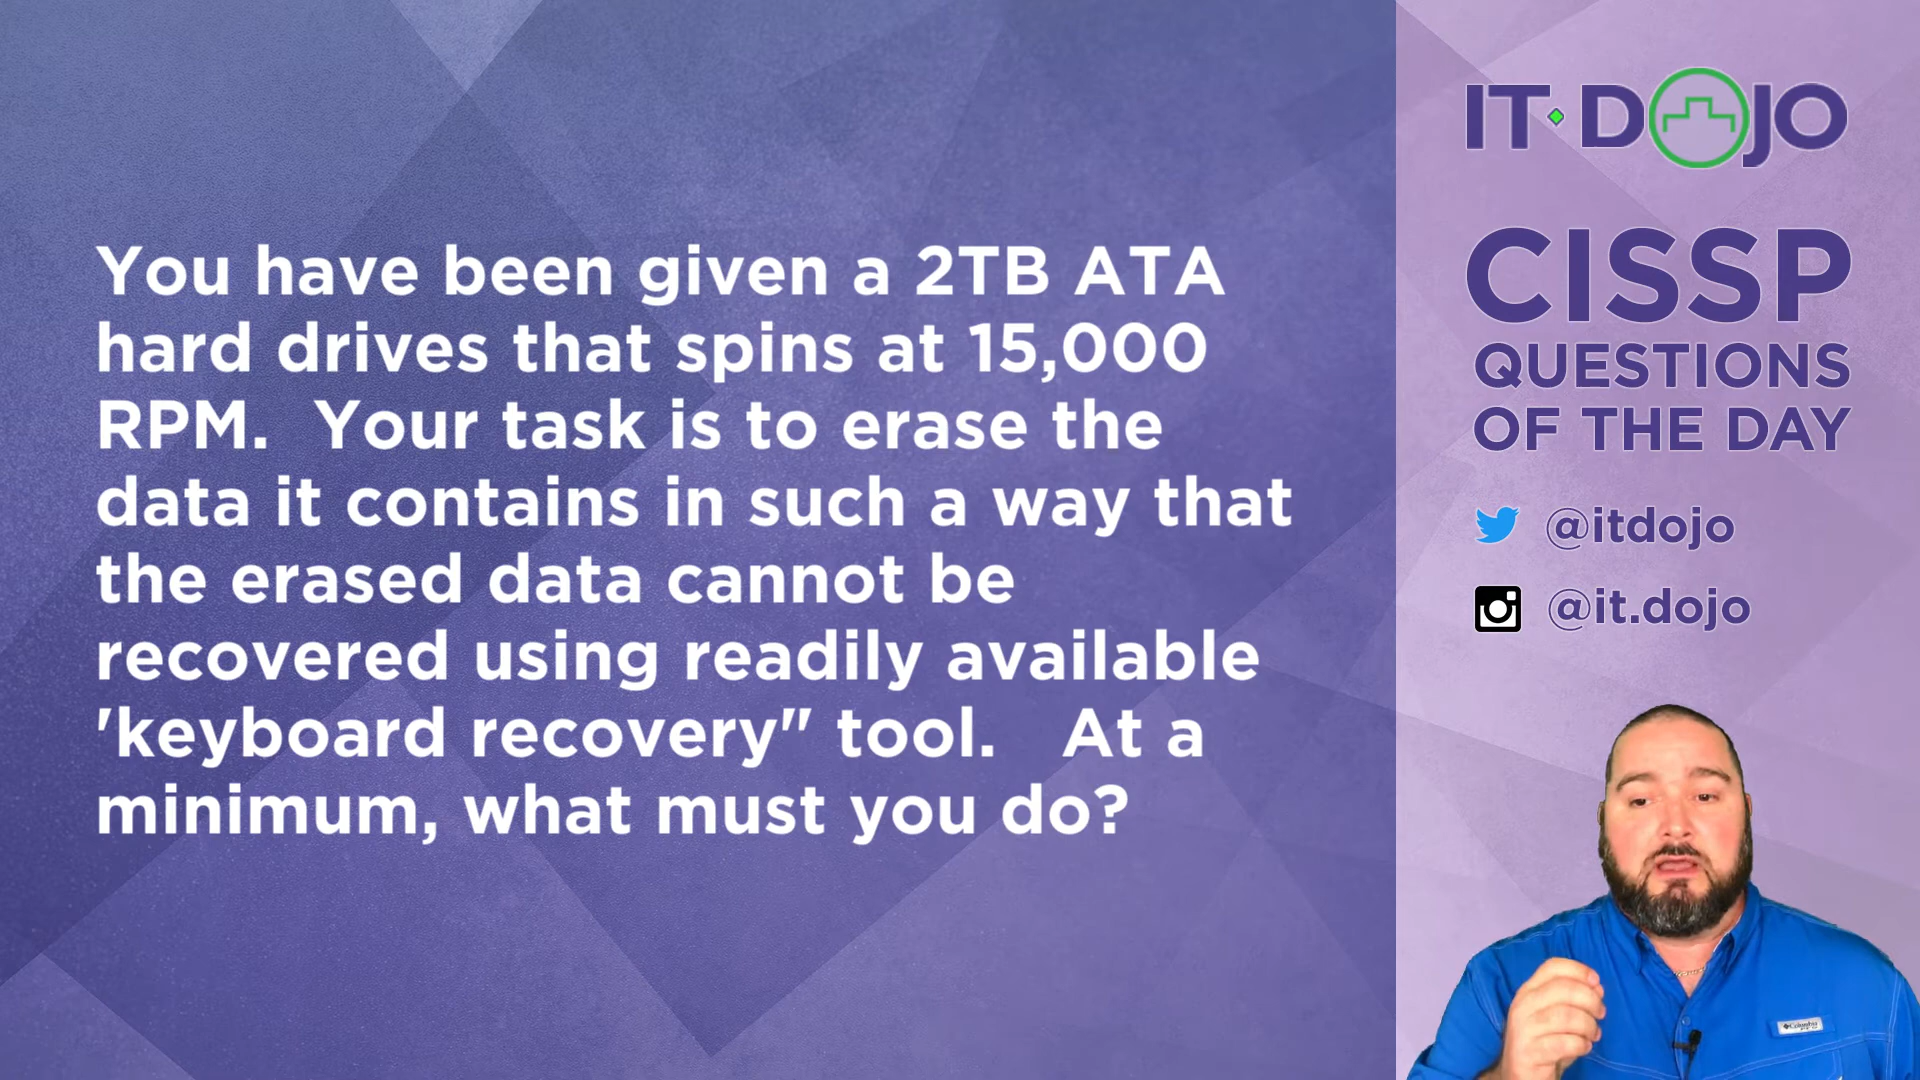 You have been given a 2TB ATA
hard drives that spins at 15,000
RPM.  Your task is to erase the
data it contains in such a way that
the erased data cannot be
recovered using readily available
'keyboard recovery" tool.   At a
minimum, what must you do?
IT DOJO
CISSP
QUESTIONS
OF THE DAY
@itdojo
@it.dojo
Columbia